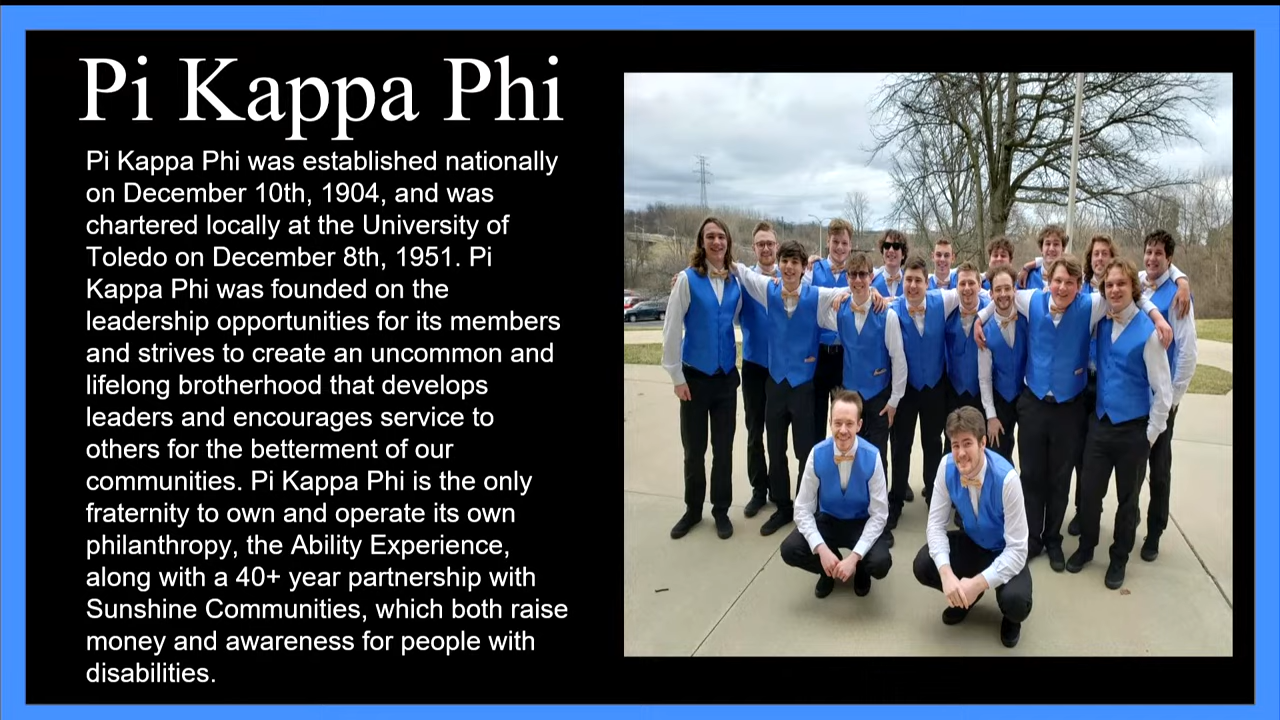 Pi Kappa Phi
Pi Kappa Phi was established nationally
on December 10th, 1904, and was
chartered locally at the University of
Toledo on December 8th, 1951. Pi
Kappa Phi was founded on the
leadership opportunities for its members
and strives to create an uncommon and
lifelong brotherhood that develops
leaders and encourages service to
others for the betterment of our
communities. Pi Kappa Phi is the only
fraternity to own and operate its own
philanthropy, the Ability Experience,
along with a 40+ year partnership with
Sunshine Communities, which both raise
money and awareness for people with
disabilities.